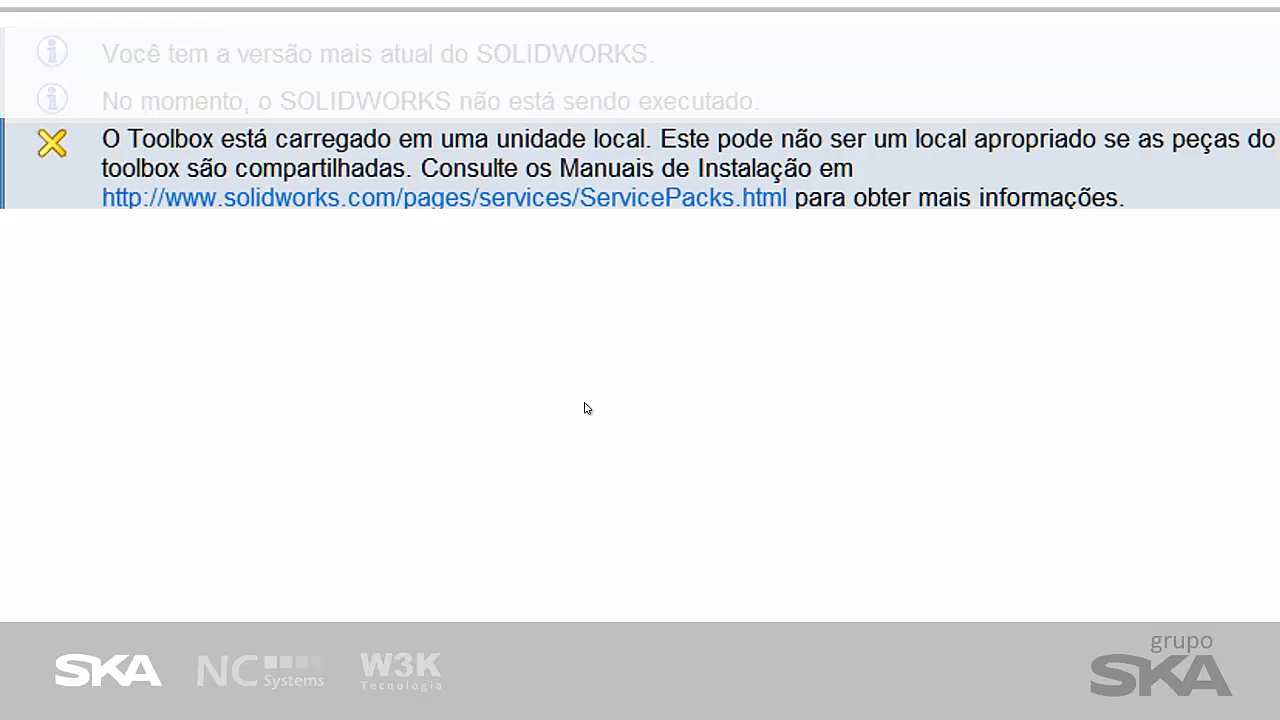 Você tem a versão mais atual do SOLIDWORKS.
No momento, o SOLIDWORKS não está sendo executado.
O Toolbox está carregado em uma unidade local. Este pode não ser um local apropriado se as peças do
toolbox são compartilhadas. Consulte os Manuais de Instalação em
http://www.solidworks.com/pages/services/ServicePacks.html para obter mais informações.
SKA NC Systems W3K Tecnologia
grupo
SKA